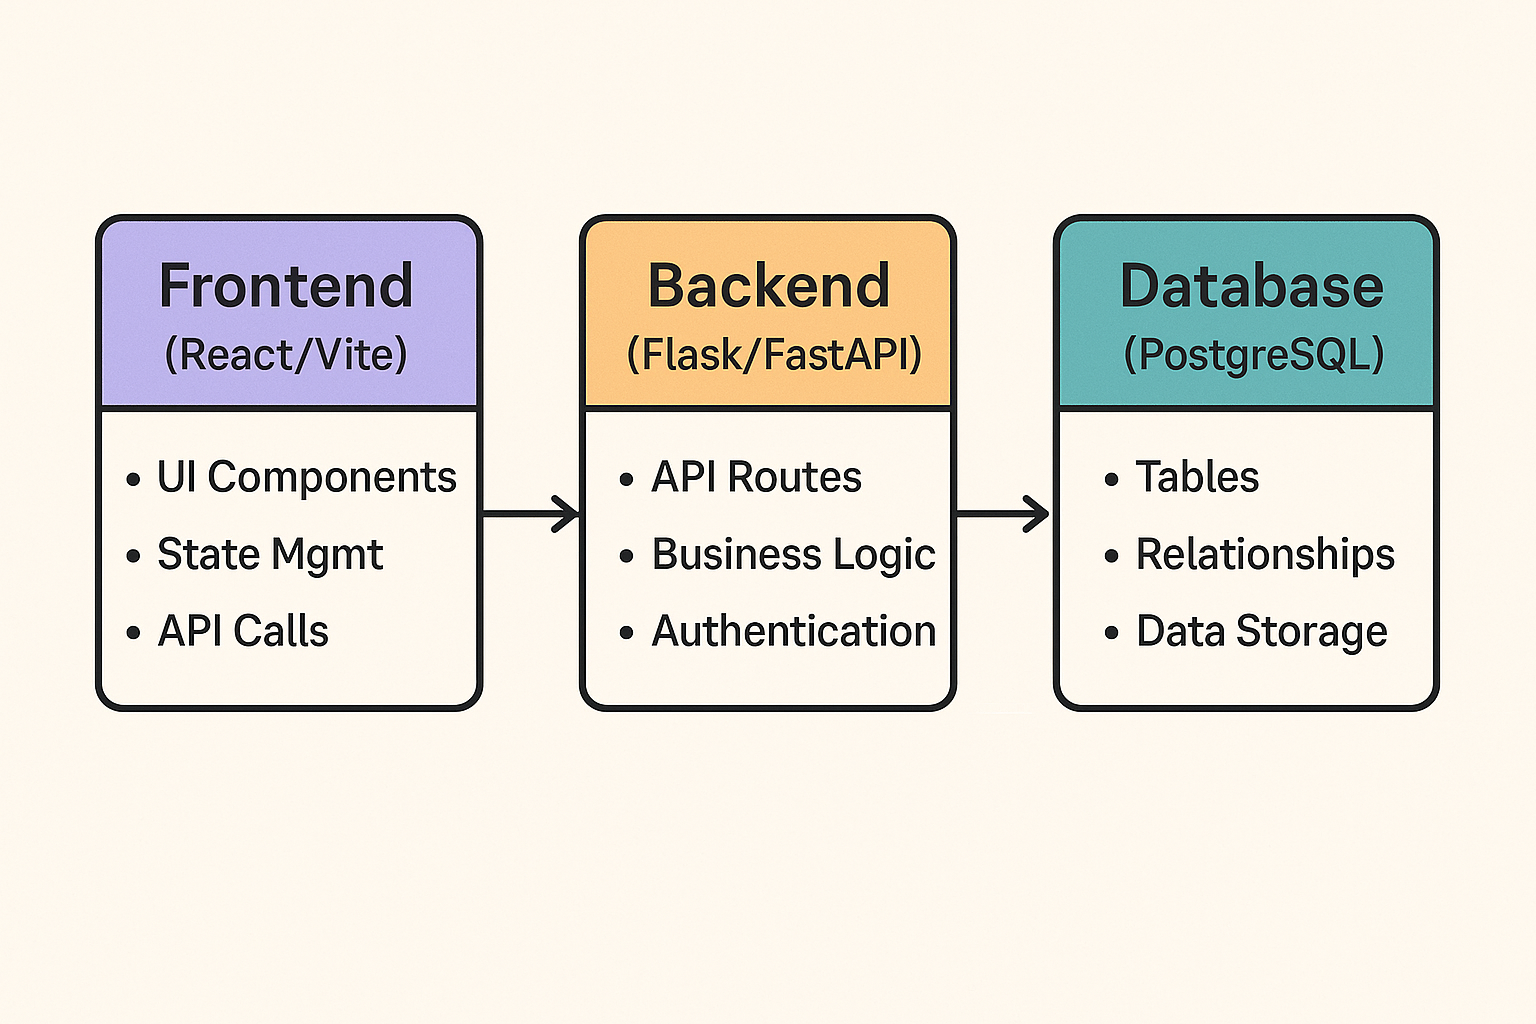 Frontend
(React/Vite)
• UI Components
• State Mgmt
• API Calls
Backend
(Flask/FastAPI)
• API Routes
• Business Logic
• Authentication
Database
(PostgreSQL)
• Tables
• Relationships
• Data Storage